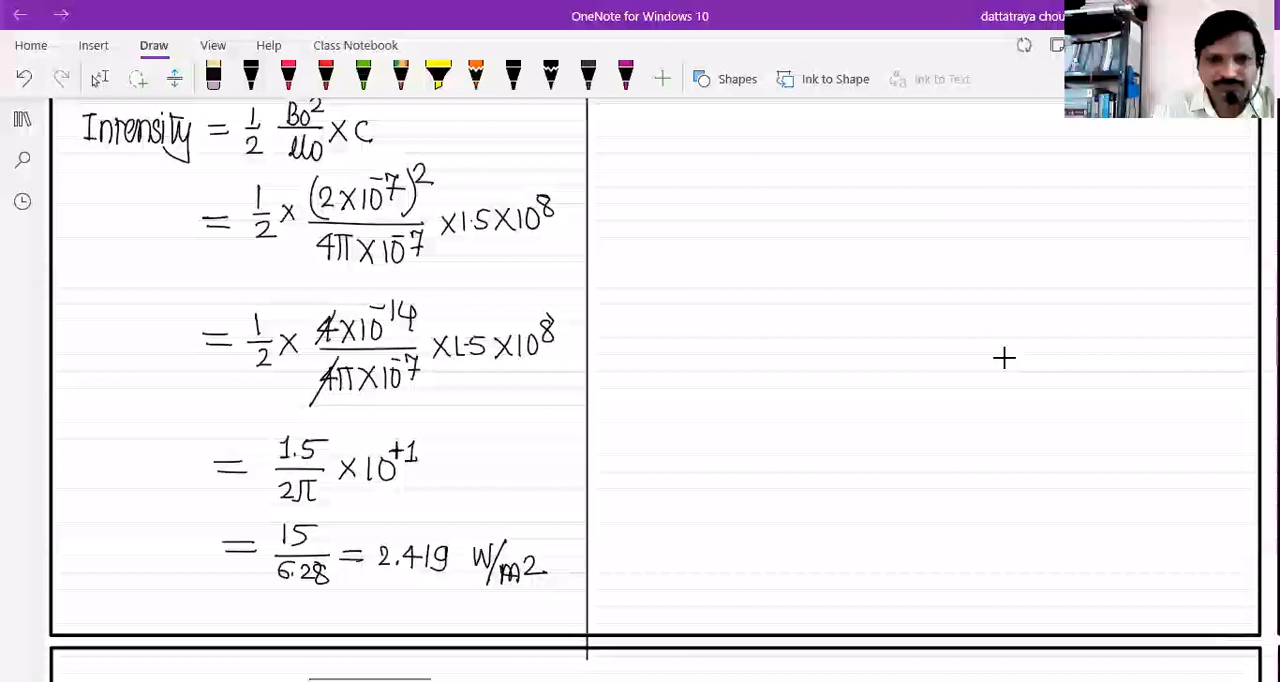 OneNote for Windows 10
dattatraya chou
Home Insert Draw View Help Class Notebook
Shapes Ink to Shape Ink to Text
Intensity = 1/2 B0²/μ0 × C
= 1/2 × (2×10⁻⁷)²/4π×10⁻⁷ ×1.5×10⁸
= 1/2 × 4×10⁻¹⁴/4π×10⁻⁷ ×1.5×10⁸
= 1.5/2π ×10⁺¹
= 15/6.28 = 2.419 W/m2